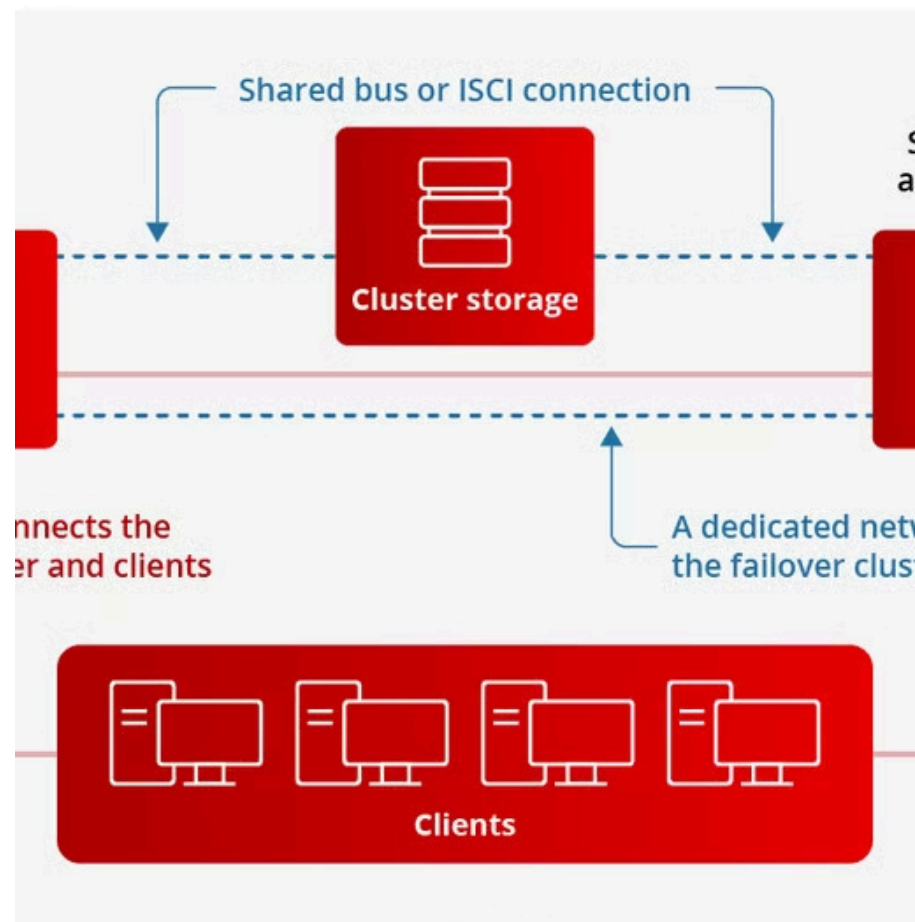 Shared bus or ISCI connection
Cluster storage
nnects the
er and clients
A dedicated netw
the failover clust
Clients